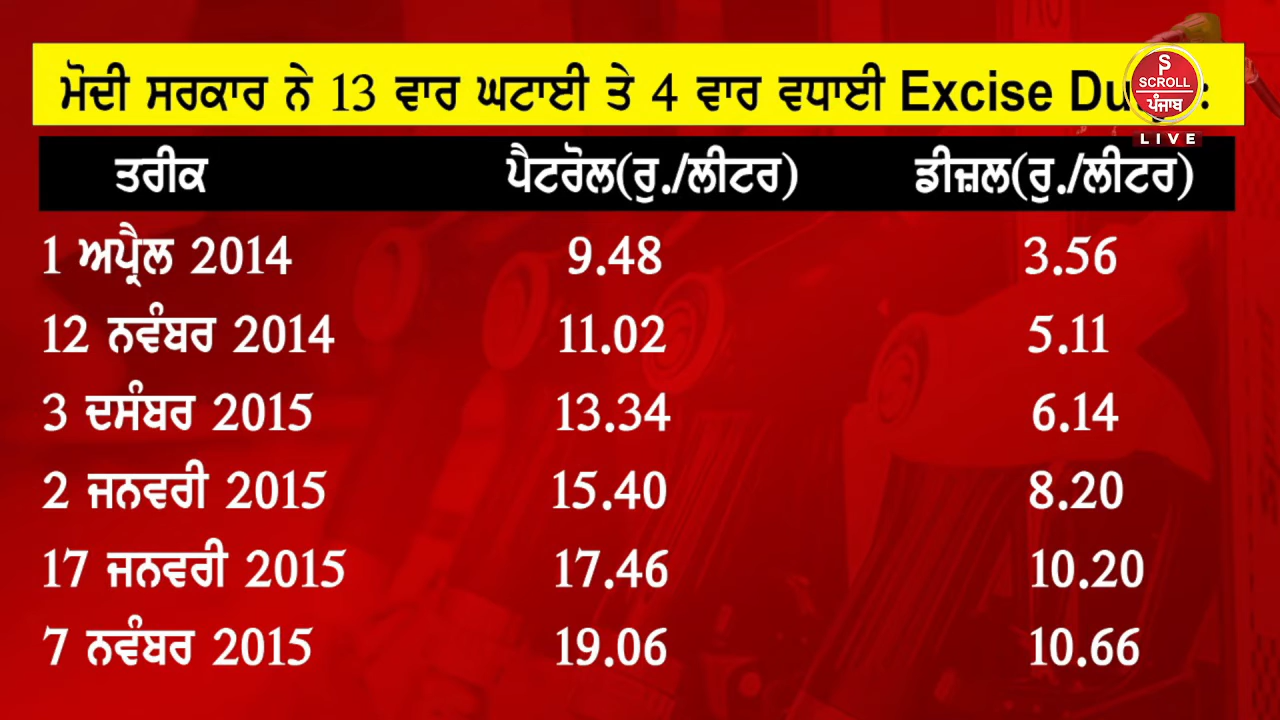 ਮੋਦੀ ਸਰਕਾਰ ਨੇ 13 ਵਾਰ ਘਟਾਈ ਤੇ 4 ਵਾਰ ਵਧਾਈ Excise :
S
SCROLL
ਪੰਜਾਬ
LIVE
ਤਰੀਕ ਪੈਟਰੋਲ(ਰੁ./ਲੀਟਰ) ਡੀਜ਼ਲ(ਰੁ./ਲੀਟਰ)
1 ਅਪ੍ਰੈਲ 2014 9.48 3.56
12 ਨਵੰਬਰ 2014 11.02 5.11
3 ਦਸੰਬਰ 2015 13.34 6.14
2 ਜਨਵਰੀ 2015 15.40 8.20
17 ਜਨਵਰੀ 2015 17.46 10.20
7 ਨਵੰਬਰ 2015 19.06 10.66